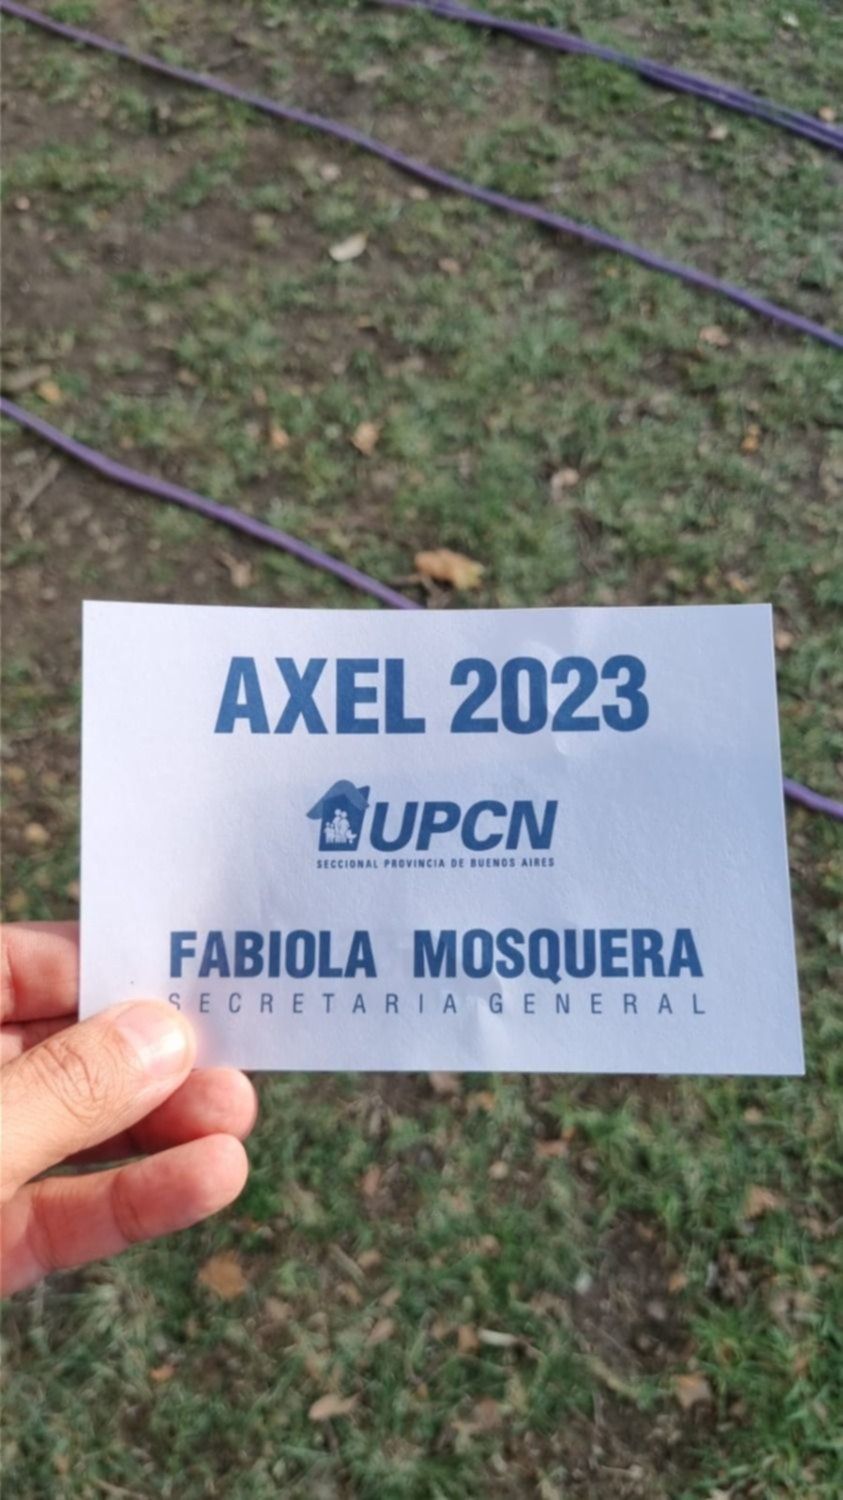 AXEL 2023
UPCN
SECCIONAL PROVINCIA DE BUENOS AIRES
FABIOLA MOSQUERA
SECRETARIA GENERAL